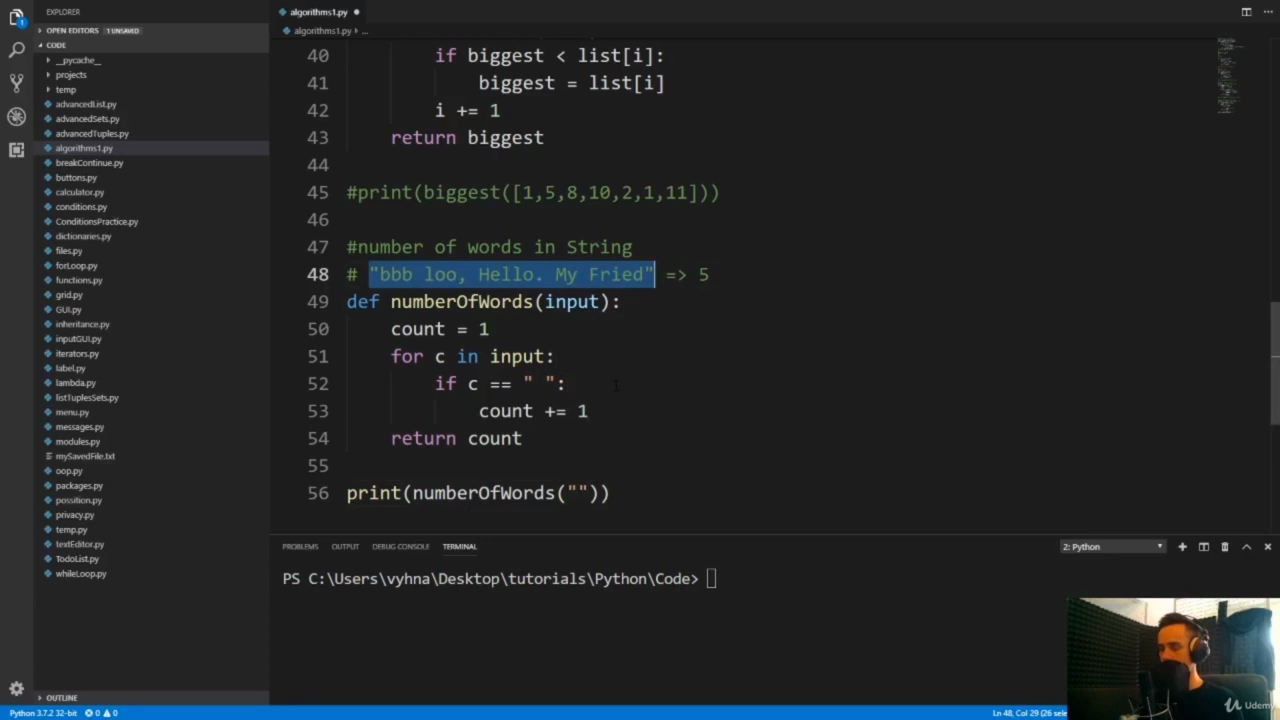 EXPLORER
OPEN EDITORS 1 UNSAVED
CODE
__pycache__
projects
temp
advancedList.py
advancedSets.py
advancedTuples.py
algorithms1.py
breakContinue.py
buttons.py
calculator.py
conditions.py
ConditionsPractice.py
dictionaries.py
files.py
forLoop.py
functions.py
grid.py
GUI.py
inheritance.py
inputGUI.py
iterators.py
label.py
lambda.py
listTuplesSets.py
menu.py
messages.py
modules.py
mySavedFile.txt
oop.py
packages.py
possition.py
privacy.py
temp.py
textEditor.py
TodoList.py
whileLoop.py
OUTLINE
algorithms1.py
algorithms1.py › ...
40 if biggest < list[i]:
41 biggest = list[i]
42 i += 1
43 return biggest
44
45 #print(biggest([1,5,8,10,2,1,11]))
46
47 #number of words in String
48 # "bbb loo, Hello. My Fried" => 5
49 def numberOfWords(input):
50 count = 1
51 for c in input:
52 if c == " ":
53 count += 1
54 return count
55
56 print(numberOfWords(""))
PROBLEMS OUTPUT DEBUG CONSOLE TERMINAL 2: Python
PS C:\Users\vyhna\Desktop\tutorials\Python\Code>
Python 3.7.2 32-bit 0 0 Ln 48, Col 29 (26 sele
Udemy
1